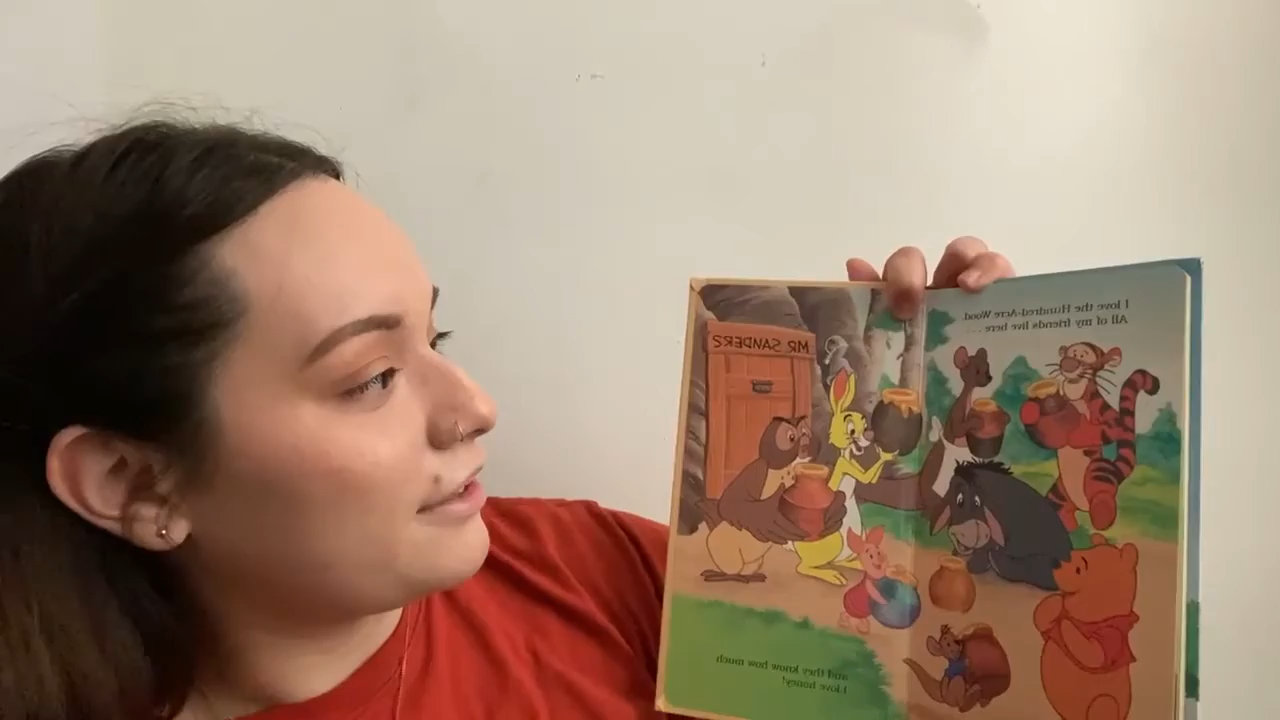 I love the Hundred-Acre Wood.
All of my friends live here . . .
MR SANDERZ
and they know how much
I love honey!